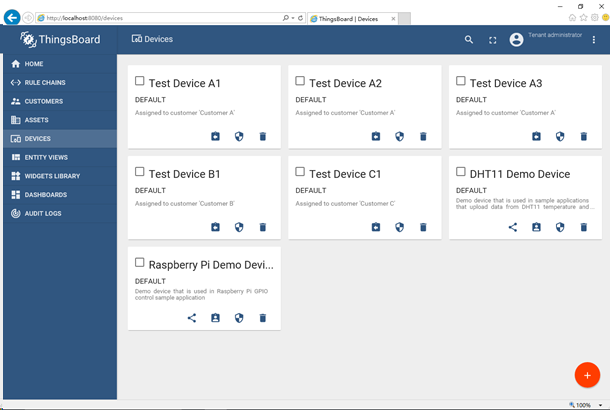 http://localhost:8080/devices
ThingsBoard | Devices
ThingsBoard
Devices
Tenant administrator
HOME
RULE CHAINS
CUSTOMERS
ASSETS
DEVICES
ENTITY VIEWS
WIDGETS LIBRARY
DASHBOARDS
AUDIT LOGS
Test Device A1
DEFAULT
Assigned to customer 'Customer A'
Test Device A2
DEFAULT
Assigned to customer 'Customer A'
Test Device A3
DEFAULT
Assigned to customer 'Customer A'
Test Device B1
DEFAULT
Assigned to customer 'Customer B'
Test Device C1
DEFAULT
Assigned to customer 'Customer C'
DHT11 Demo Device
DEFAULT
Demo device that is used in sample applications
that upload data from DHT11 temperature and...
Raspberry Pi Demo Devi...
DEFAULT
Demo device that is used in Raspberry Pi GPIO
control sample application
100%